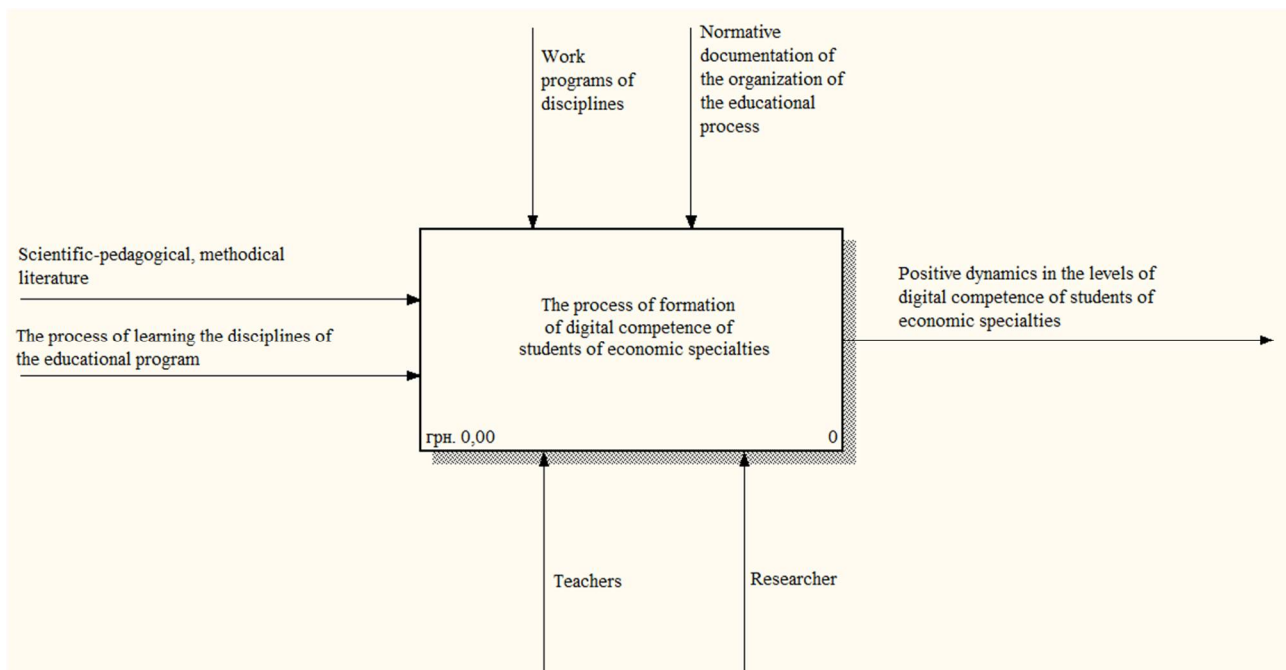 Work
programs of
disciplines
Normative
documentation of
the organization of
the educational
process
Scientific-pedagogical, methodical
literature
The process of learning the disciplines of
the educational program
The process of formation
of digital competence of
students of economic specialties
грн. 0,00
0
Positive dynamics in the levels of
digital competence of students of
economic specialties
Teachers
Researcher